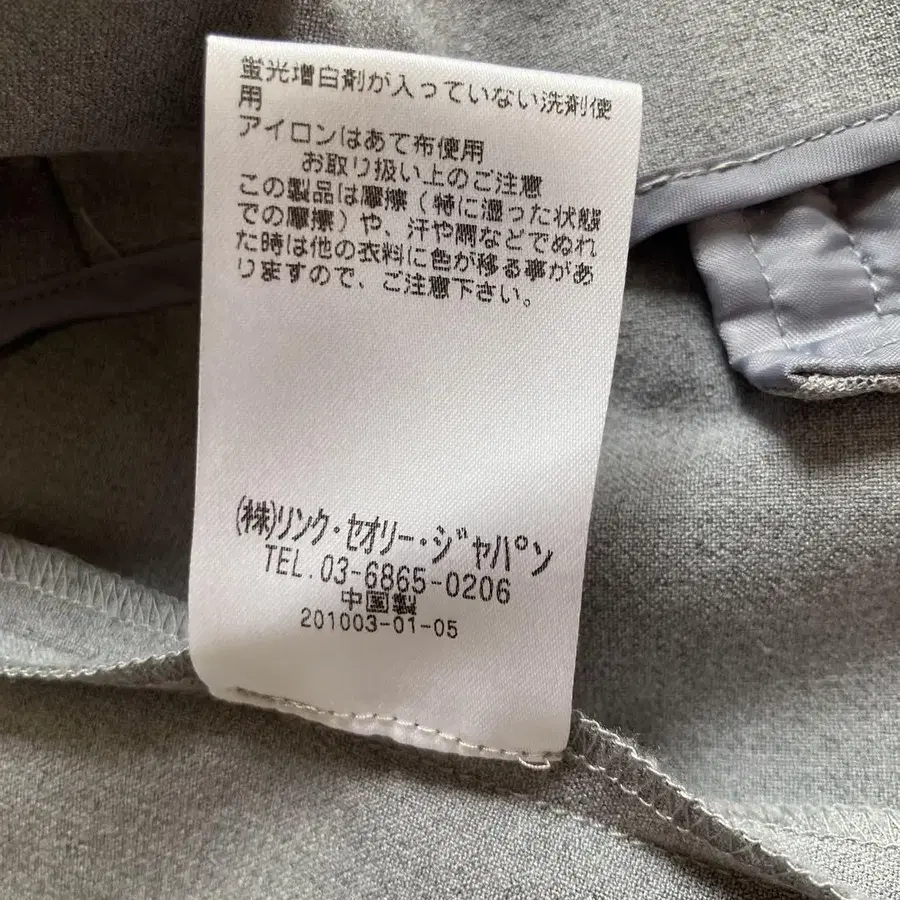 蛍光増白剤が入っていない洗剤使
用
アイロンはあて布使用
お取り扱い上のご注意
この製品は摩擦（特に湿った状態
での摩擦）や、汗や雨などでぬれ
た時は他の衣料に色が移る事があ
りますので、ご注意下さい。
(株)リンク・セオリー・ジャパン
TEL.03-6865-0206
中国製
201003-01-05